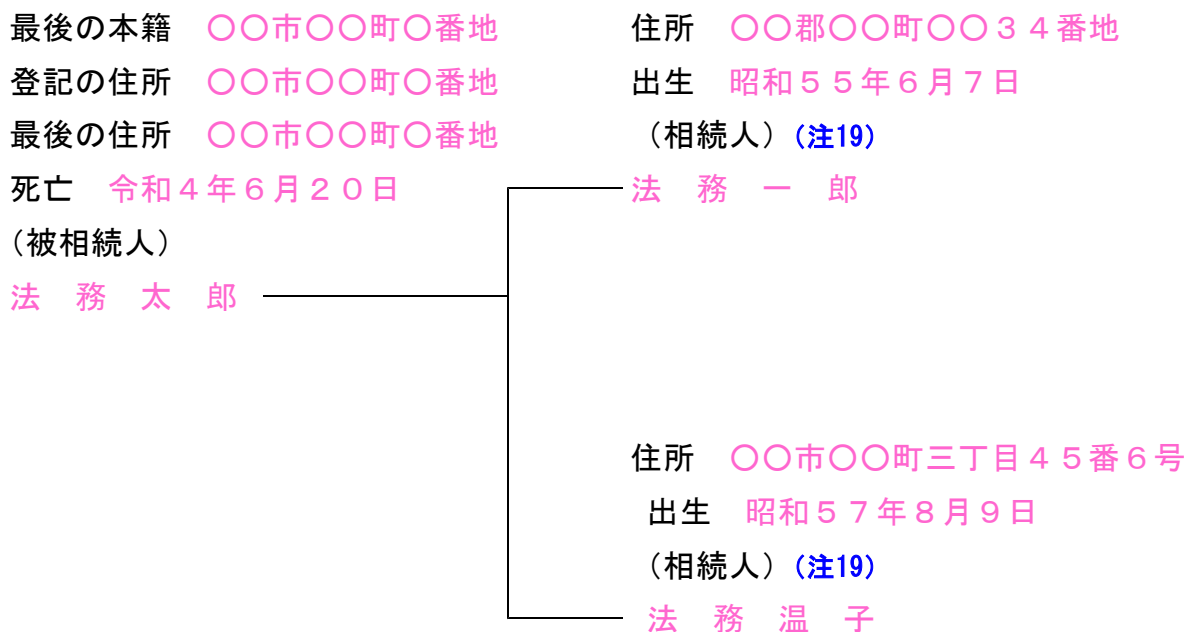 最後の本籍　〇〇市〇〇町〇番地
登記の住所　〇〇市〇〇町〇番地
最後の住所　〇〇市〇〇町〇番地
死亡　令和４年６月２０日
（被相続人）
法　務　太　郎
住所　〇〇郡〇〇町〇〇３４番地
出生　昭和５５年６月７日
（相続人）（注19）
法　務　一　郎
住所　〇〇市〇〇町三丁目４５番６号
出生　昭和５７年８月９日
（相続人）（注19）
法　務　温　子